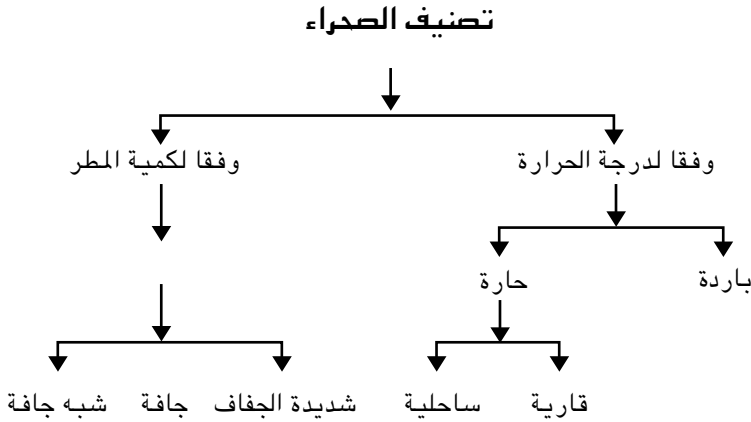 تصنيف الصحراء
وفقا لدرجة الحرارة
وفقا لكمية المطر
باردة
حارة
قارية
ساحلية
شديدة الجفاف
جافة
شبه جافة